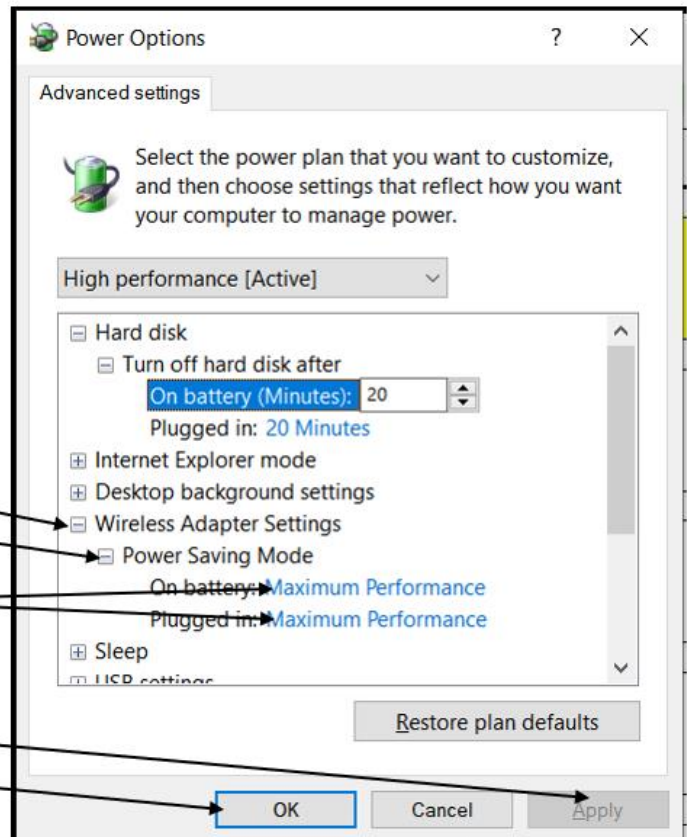 Power Options
Advanced settings
Select the power plan that you want to customize,
and then choose settings that reflect how you want
your computer to manage power.
High performance [Active]
Hard disk
Turn off hard disk after
On battery (Minutes): 20
Plugged in: 20 Minutes
Internet Explorer mode
Desktop background settings
Wireless Adapter Settings
Power Saving Mode
On battery: Maximum Performance
Plugged in: Maximum Performance
Sleep
USB settings
Restore plan defaults
OK Cancel Apply